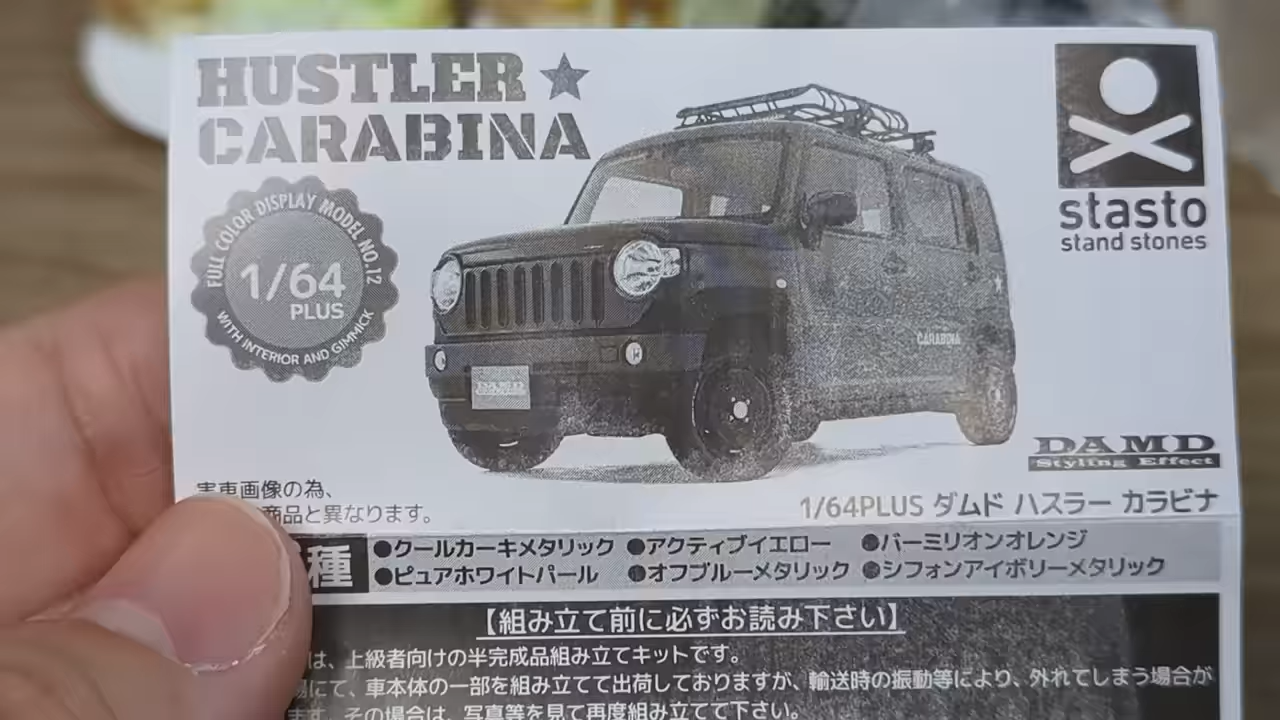 HUSTLER ★
CARABINA
FULL COLOR DISPLAY MODEL NO.12
1/64
PLUS
WITH INTERIOR AND GIMMICK
stasto
stand stones
CARABINA
DAMD
DAMD
Styling Effect
実車画像の為、
商品と異なります。
1/64PLUS ダムド ハスラー カラビナ
種
●クールカーキメタリック ●アクティブイエロー ●バーミリオンオレンジ
●ピュアホワイトパール ●オフブルーメタリック ●シフォンアイボリーメタリック
【組み立て前に必ずお読み下さい】
は、上級者向けの半完成品組み立てキットです。
にて、車本体の一部を組み立てて出荷しておりますが、輸送時の振動等により、外れてしまう場合が
ます。その場合は、写真等を見て再度組み立てて下さい。